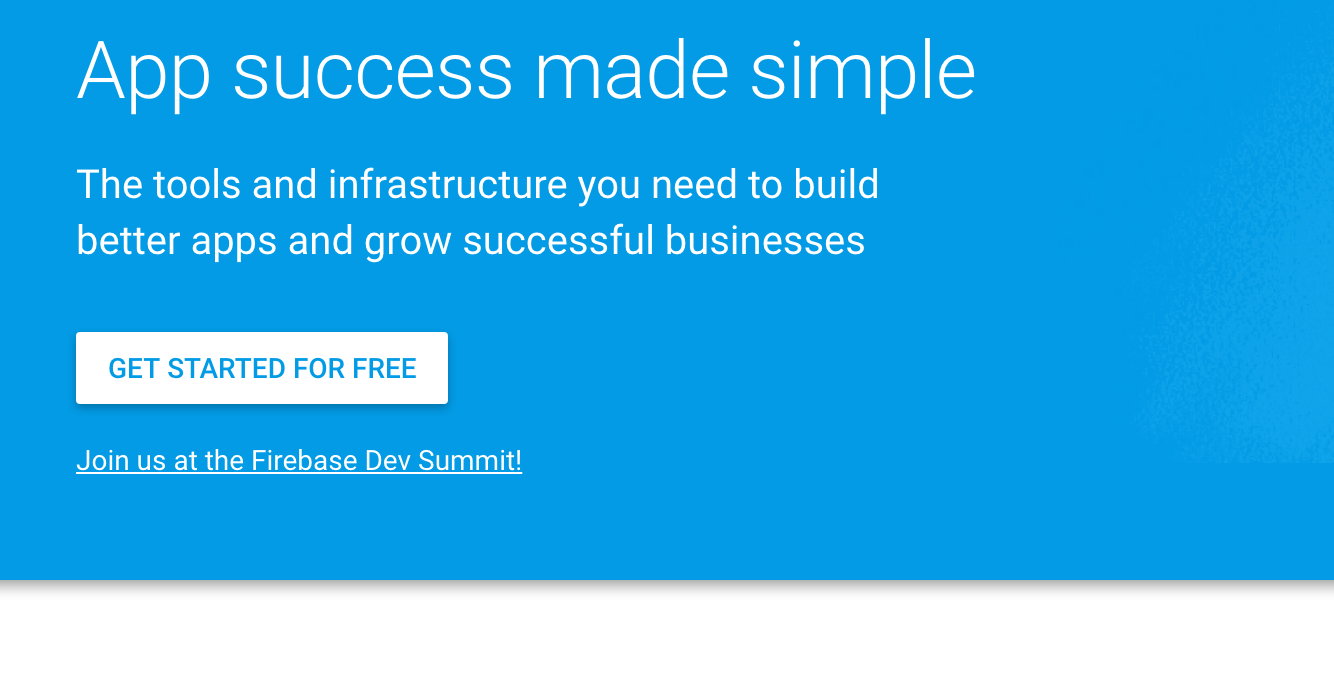 App success made simple
The tools and infrastructure you need to build
better apps and grow successful businesses
GET STARTED FOR FREE
Join us at the Firebase Dev Summit!